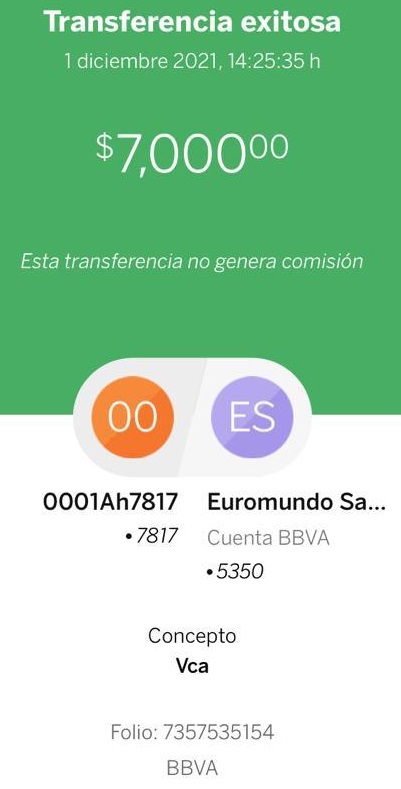 Transferencia exitosa
1 diciembre 2021, 14:25:35 h
$7,000.00
Esta transferencia no genera comisión
00 ES
0001Ah7817 Euromundo Sa...
•7817 Cuenta BBVA
•5350
Concepto
Vca
Folio: 7357535154
BBVA